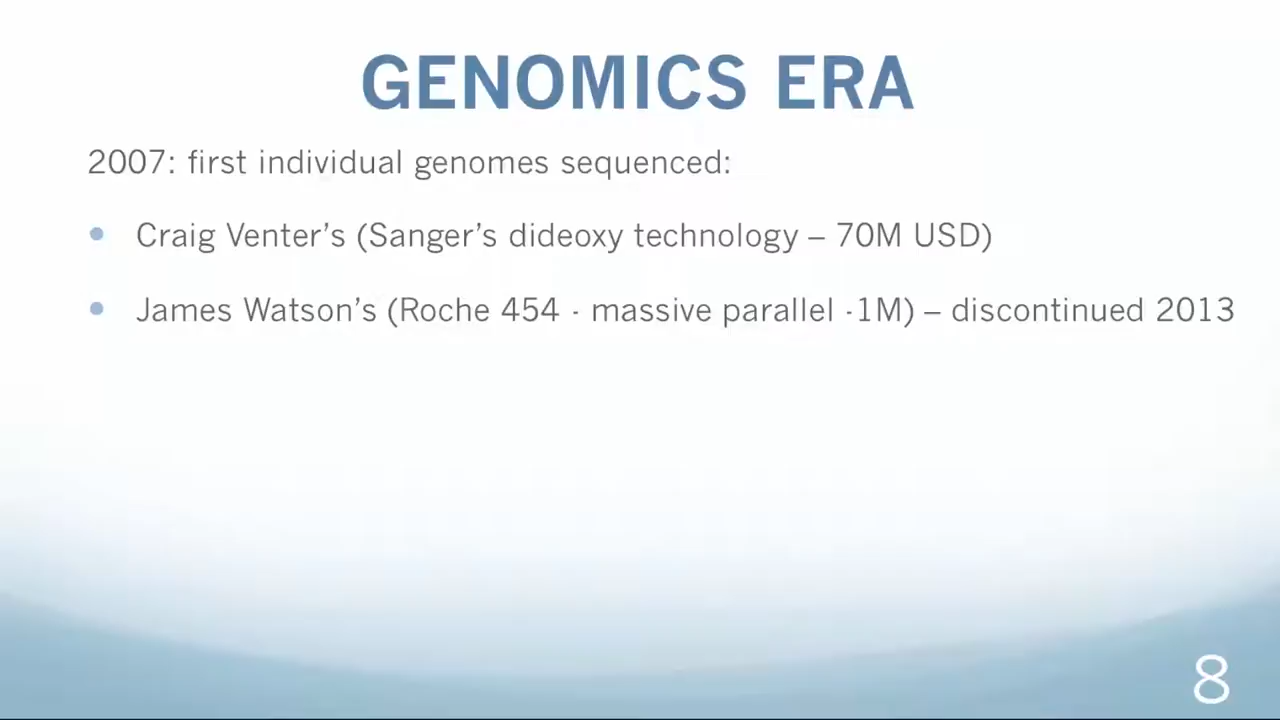 GENOMICS ERA
2007: first individual genomes sequenced:
• Craig Venter’s (Sanger’s dideoxy technology – 70M USD)
• James Watson’s (Roche 454 - massive parallel -1M) – discontinued 2013
8